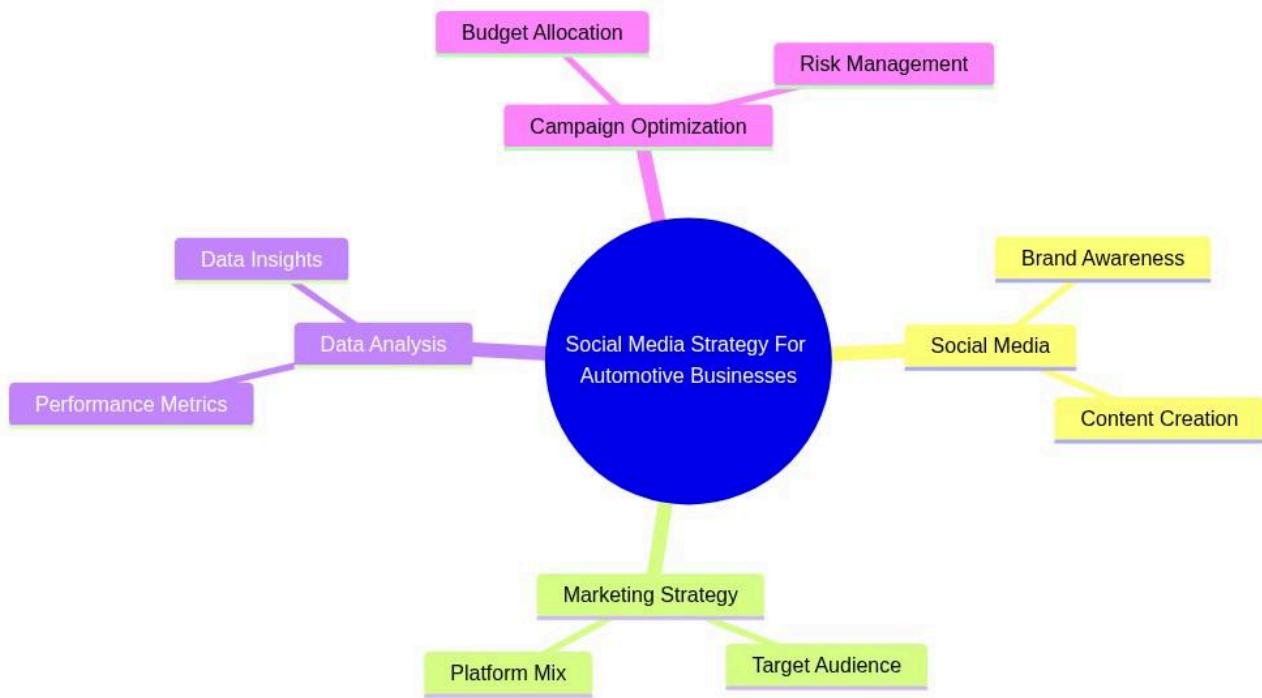 Budget Allocation
Risk Management
Campaign Optimization
Data Insights
Brand Awareness
Data Analysis
Social Media Strategy For
Automotive Businesses
Social Media
Performance Metrics
Content Creation
Marketing Strategy
Platform Mix
Target Audience